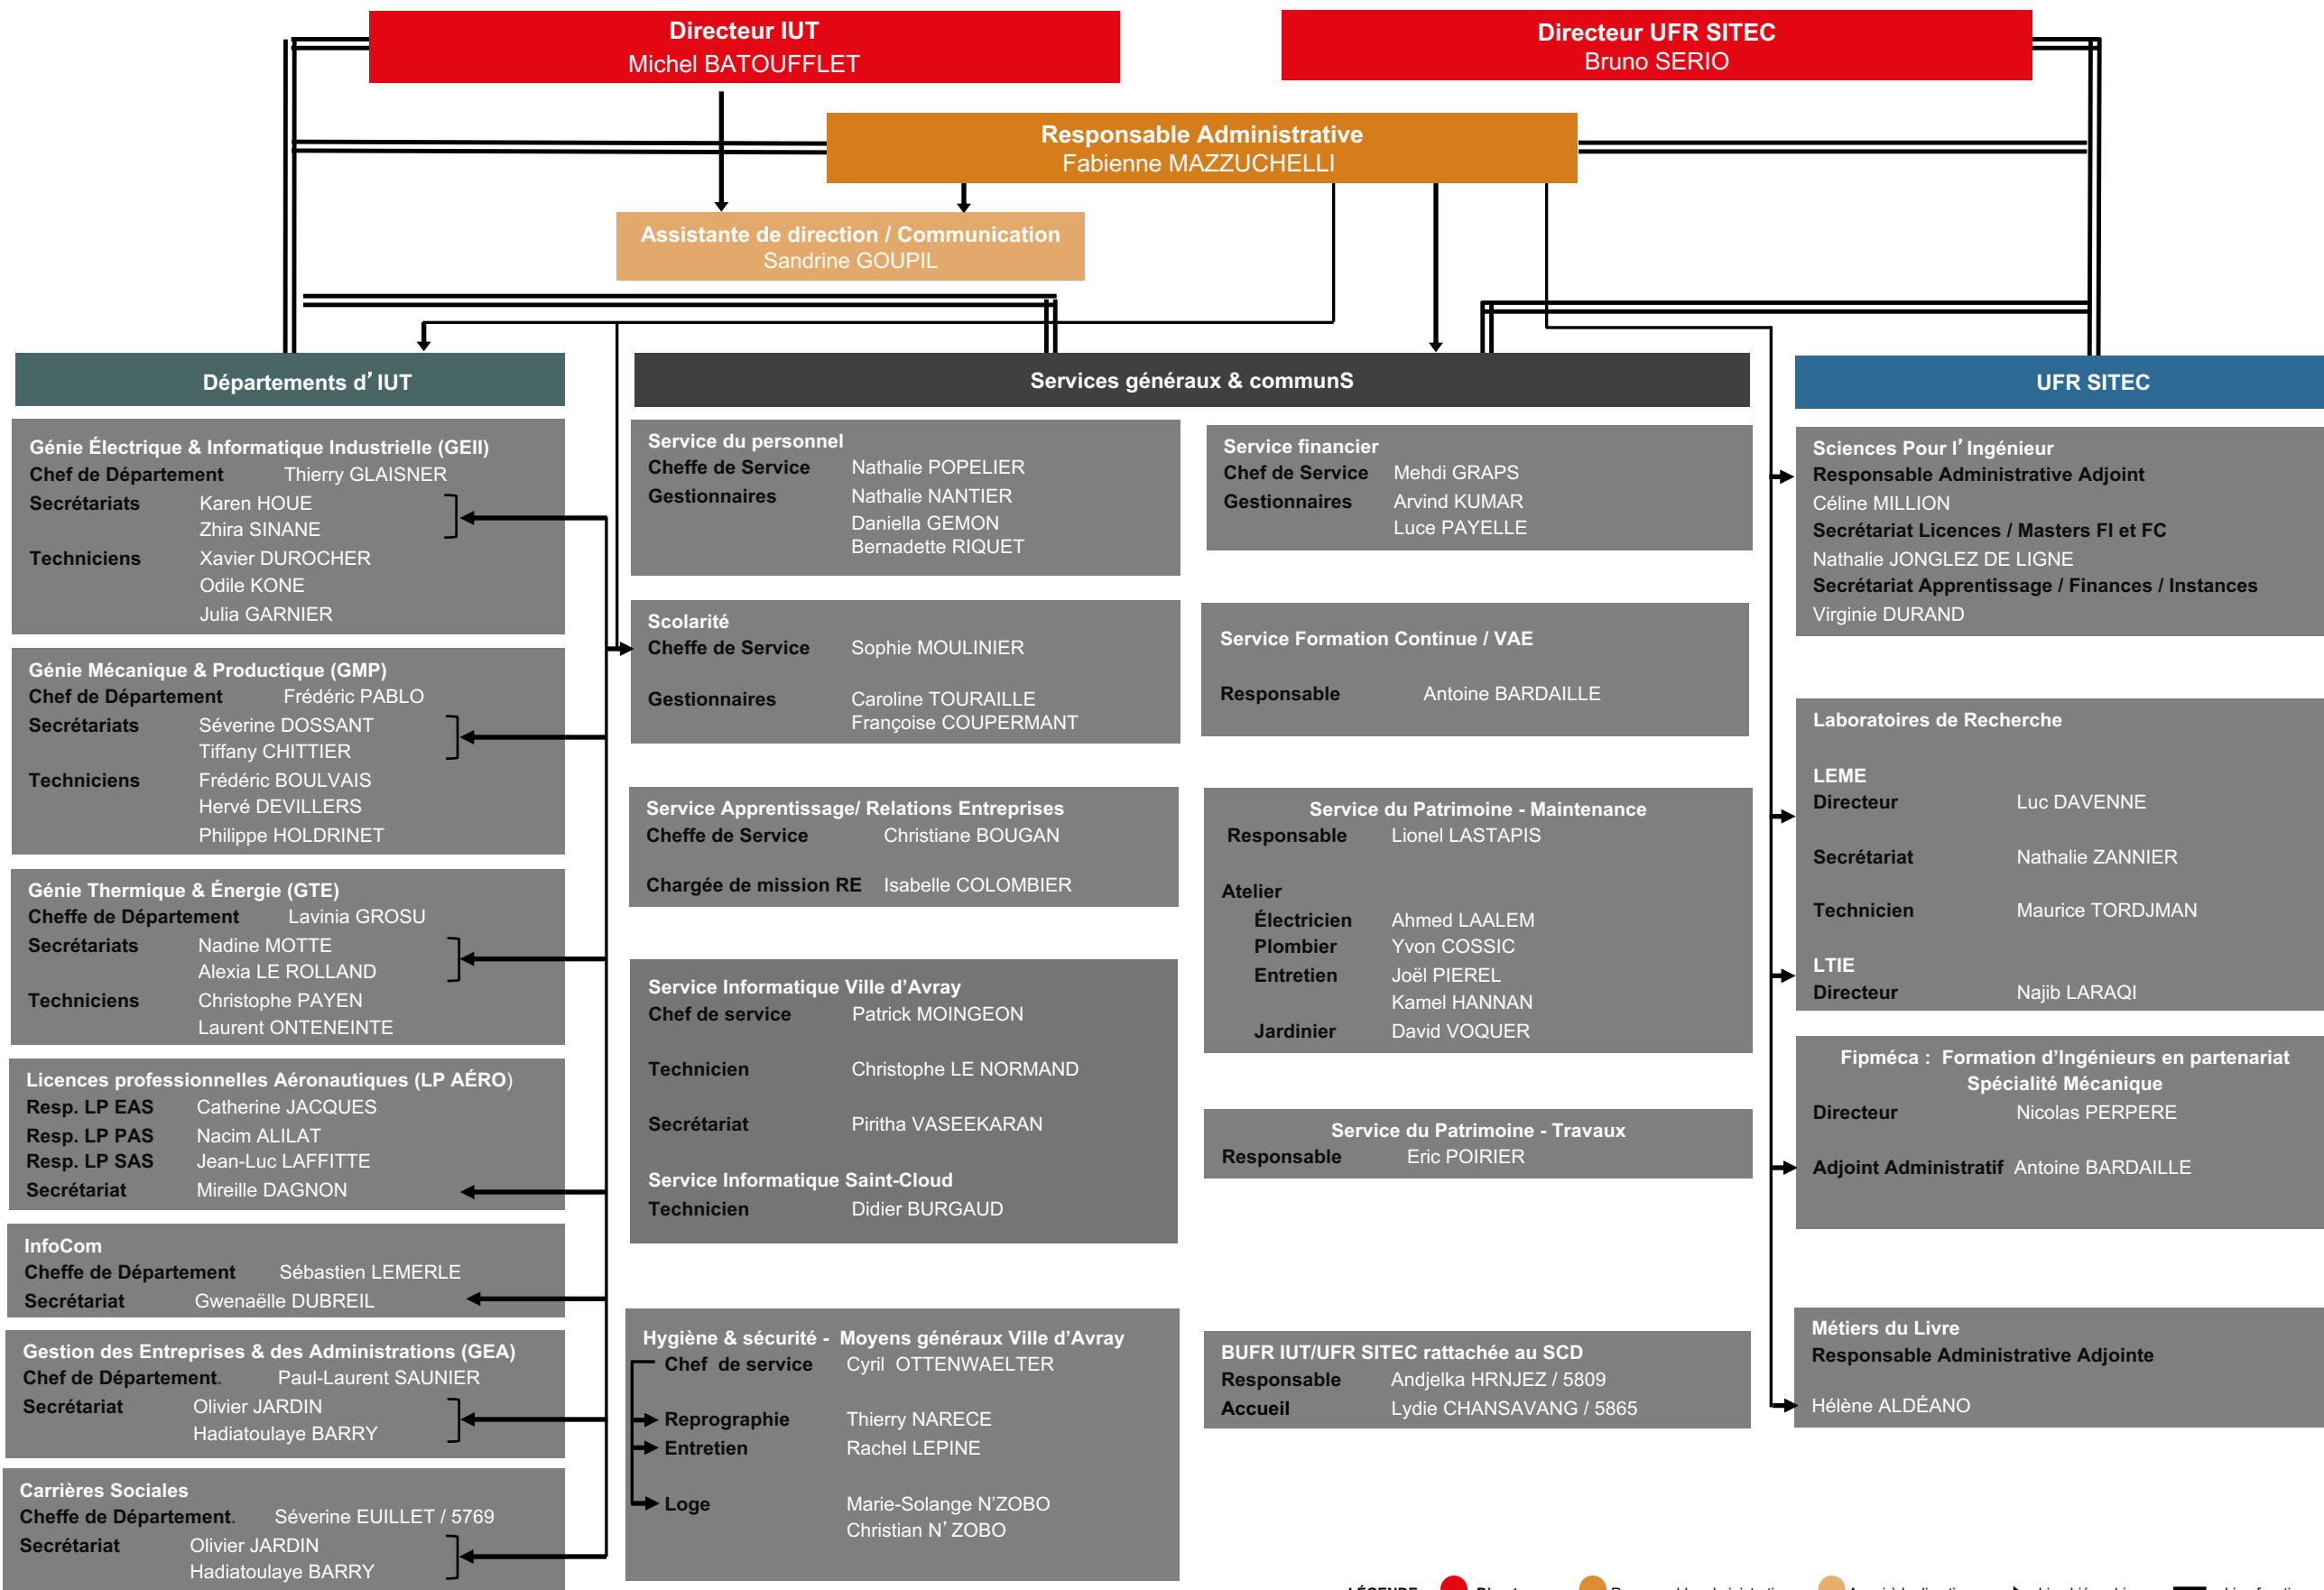 Directeur IUT
Michel BATOUFFLET
Directeur UFR SITEC
Bruno SERIO
Responsable Administrative
Fabienne MAZZUCHELLI
Assistante de direction / Communication
Sandrine GOUPIL
Départements d’ IUT
Génie Électrique & Informatique Industrielle (GEII)
Chef de Département Thierry GLAISNER
Secrétariats Karen HOUE
Zhira SINANE
Techniciens Xavier DUROCHER
Odile KONE
Julia GARNIER
Génie Mécanique & Productique (GMP)
Chef de Département Frédéric PABLO
Secrétariats Séverine DOSSANT
Tiffany CHITTIER
Techniciens Frédéric BOULVAIS
Hervé DEVILLERS
Philippe HOLDRINET
Génie Thermique & Énergie (GTE)
Cheffe de Département Lavinia GROSU
Secrétariats Nadine MOTTE
Alexia LE ROLLAND
Techniciens Christophe PAYEN
Laurent ONTENEINTE
Licences professionnelles Aéronautiques (LP AÉRO)
Resp. LP EAS Catherine JACQUES
Resp. LP PAS Nacim ALILAT
Resp. LP SAS Jean-Luc LAFFITTE
Secrétariat Mireille DAGNON
InfoCom
Cheffe de Département Sébastien LEMERLE
Secrétariat Gwenaëlle DUBREIL
Gestion des Entreprises & des Administrations (GEA)
Chef de Département. Paul-Laurent SAUNIER
Secrétariat Olivier JARDIN
Hadiatoulaye BARRY
Carrières Sociales
Cheffe de Département. Séverine EUILLET / 5769
Secrétariat Olivier JARDIN
Hadiatoulaye BARRY
Services généraux & communS
Service du personnel
Cheffe de Service Nathalie POPELIER
Gestionnaires Nathalie NANTIER
Daniella GEMON
Bernadette RIQUET
Scolarité
Cheffe de Service Sophie MOULINIER
Gestionnaires Caroline TOURAILLE
Françoise COUPERMANT
Service Apprentissage/ Relations Entreprises
Cheffe de Service Christiane BOUGAN
Chargée de mission RE Isabelle COLOMBIER
Service Informatique Ville d’Avray
Chef de service Patrick MOINGEON
Technicien Christophe LE NORMAND
Secrétariat Piritha VASEEKARAN
Service Informatique Saint-Cloud
Technicien Didier BURGAUD
Hygiène & sécurité - Moyens généraux Ville d’Avray
Chef de service Cyril OTTENWAELTER
Reprographie Thierry NARECE
Entretien Rachel LEPINE
Loge Marie-Solange N’ZOBO
Christian N’ ZOBO
Service financier
Chef de Service Mehdi GRAPS
Gestionnaires Arvind KUMAR
Luce PAYELLE
Service Formation Continue / VAE
Responsable Antoine BARDAILLE
Service du Patrimoine - Maintenance
Responsable Lionel LASTAPIS
Atelier
Électricien Ahmed LAALEM
Plombier Yvon COSSIC
Entretien Joël PIEREL
Kamel HANNAN
Jardinier David VOQUER
Service du Patrimoine - Travaux
Responsable Eric POIRIER
BUFR IUT/UFR SITEC rattachée au SCD
Responsable Andjelka HRNJEZ / 5809
Accueil Lydie CHANSAVANG / 5865
UFR SITEC
Sciences Pour l’ Ingénieur
Responsable Administrative Adjoint
Céline MILLION
Secrétariat Licences / Masters FI et FC
Nathalie JONGLEZ DE LIGNE
Secrétariat Apprentissage / Finances / Instances
Virginie DURAND
Laboratoires de Recherche
LEME
Directeur Luc DAVENNE
Secrétariat Nathalie ZANNIER
Technicien Maurice TORDJMAN
LTIE
Directeur Najib LARAQI
Fipméca : Formation d’Ingénieurs en partenariat
Spécialité Mécanique
Directeur Nicolas PERPERE
Adjoint Administratif Antoine BARDAILLE
Métiers du Livre
Responsable Administrative Adjointe
Hélène ALDÉANO